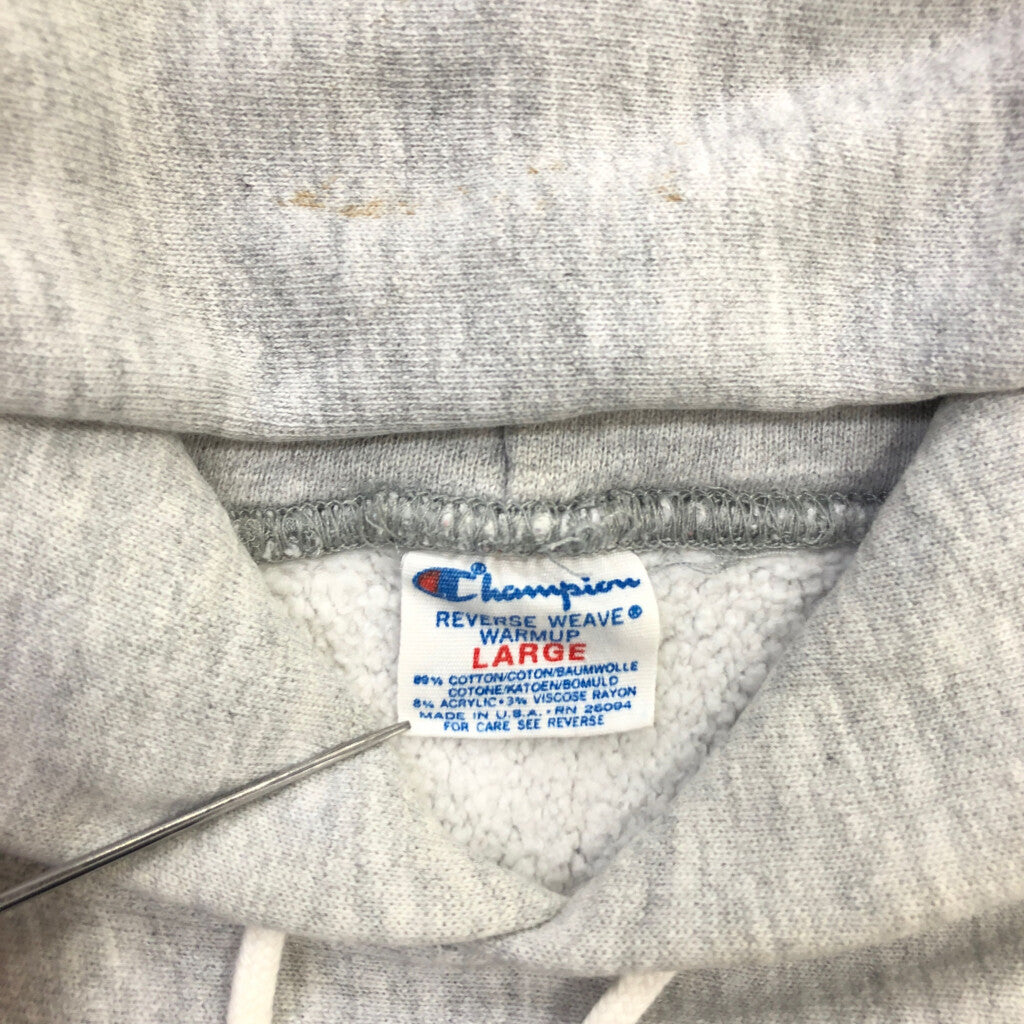 Champion®
REVERSE WEAVE®
WARMUP
LARGE
89% COTTON/COTON/BAUMWOLLE
COTONE/KATOEN/BOMULD
8% ACRYLIC • 3% VISCOSE RAYON
MADE IN U.S.A. • RN 26094
FOR CARE SEE REVERSE